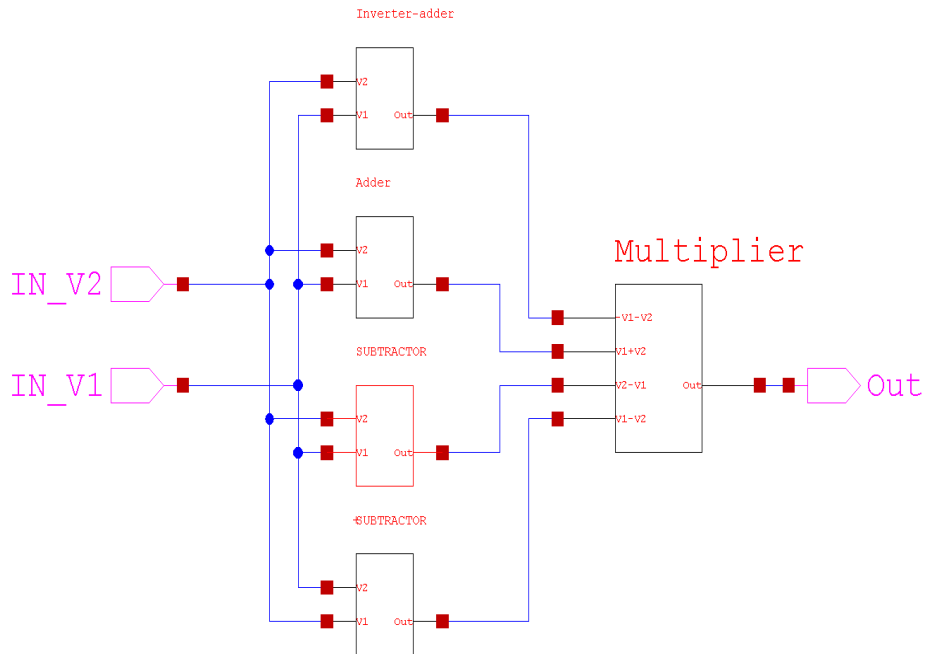 Inverter-adder
V2
V1 Out
Adder
V2
V1 Out
IN_V2
IN_V1
SUBTRACTOR
V2
V1 Out
SUBTRACTOR
V2
V1 Out
Multiplier
-V1-V2
V1+V2
V2-V1 Out
V1-V2
Out